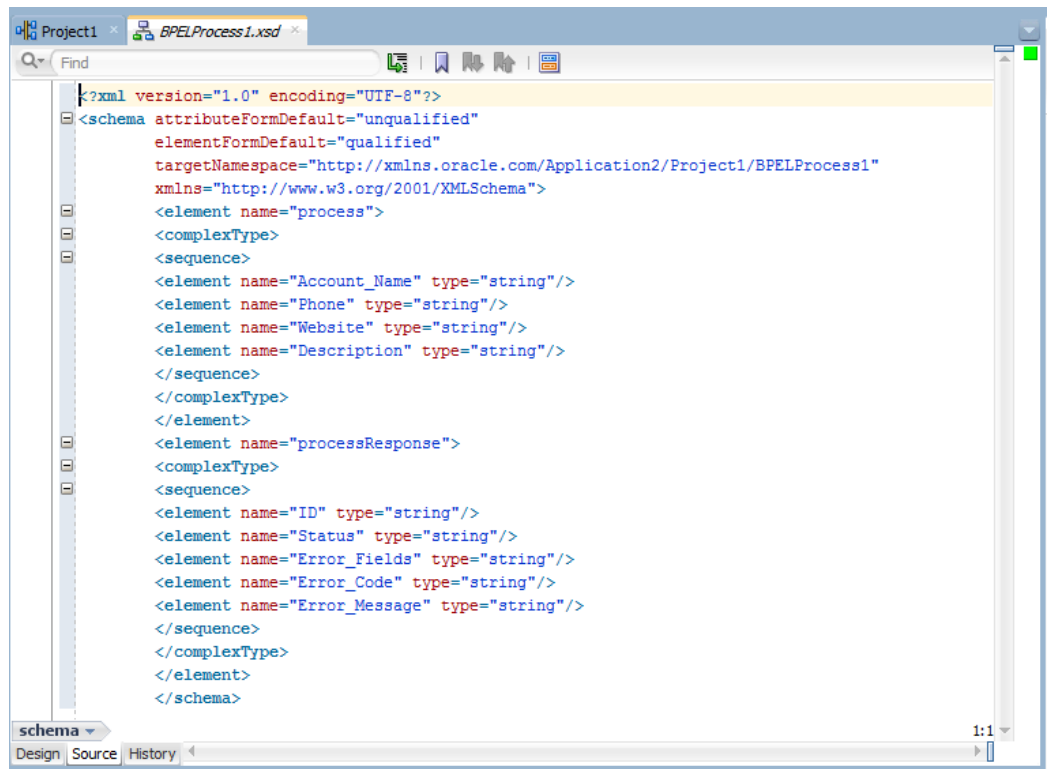 Project1
BPELProcess1.xsd
Find
<?xml version="1.0" encoding="UTF-8"?>
<schema attributeFormDefault="unqualified"
elementFormDefault="qualified"
targetNamespace="http://xmlns.oracle.com/Application2/Project1/BPELProcess1"
xmlns="http://www.w3.org/2001/XMLSchema">
<element name="process">
<complexType>
<sequence>
<element name="Account_Name" type="string"/>
<element name="Phone" type="string"/>
<element name="Website" type="string"/>
<element name="Description" type="string"/>
</sequence>
</complexType>
</element>
<element name="processResponse">
<complexType>
<sequence>
<element name="ID" type="string"/>
<element name="Status" type="string"/>
<element name="Error_Fields" type="string"/>
<element name="Error_Code" type="string"/>
<element name="Error_Message" type="string"/>
</sequence>
</complexType>
</element>
</schema>
schema 1:1
Design Source History